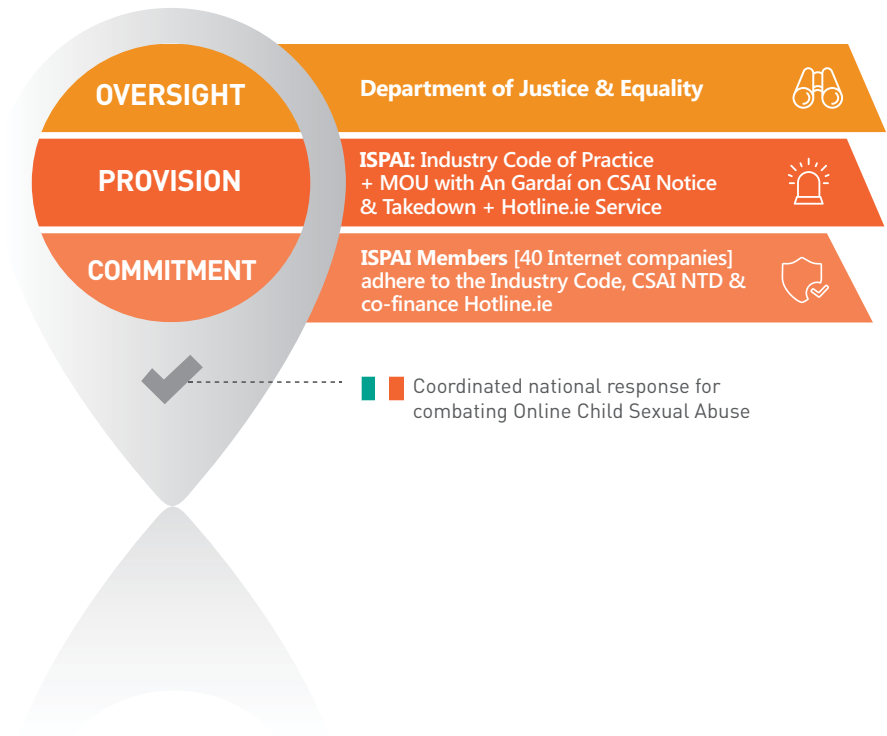 OVERSIGHT
Department of Justice & Equality
PROVISION
ISPAI: Industry Code of Practice
+ MOU with An Gardaí on CSAI Notice
& Takedown + Hotline.ie Service
COMMITMENT
ISPAI Members [40 Internet companies]
adhere to the Industry Code, CSAI NTD &
co-finance Hotline.ie
Coordinated national response for
combating Online Child Sexual Abuse